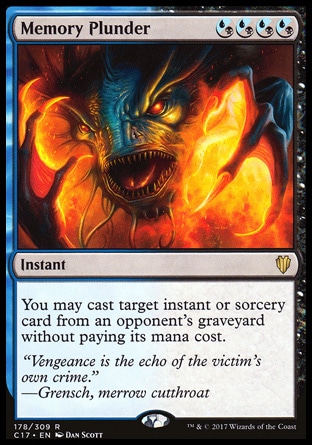 Memory Plunder
Instant
You may cast target instant or sorcery
card from an opponent's graveyard
without paying its mana cost.
“Vengeance is the echo of the victim's
own crime.”
—Grensch, merrow cutthroat
178/309 R
C17 • EN Dan Scott
™ & © 2017 Wizards of the Coast